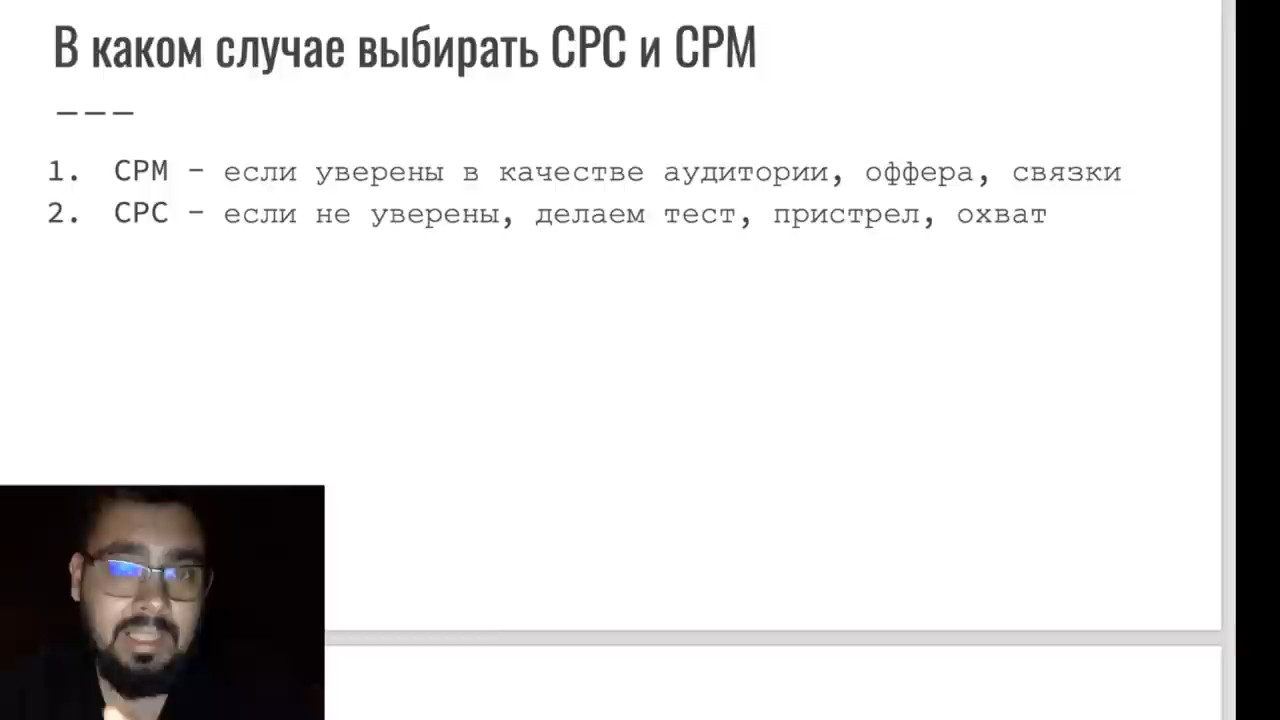 В каком случае выбирать CPC и CPM
---
1. CPM - если уверены в качестве аудитории, оффера, связки
2. CPC - если не уверены, делаем тест, пристрел, охват